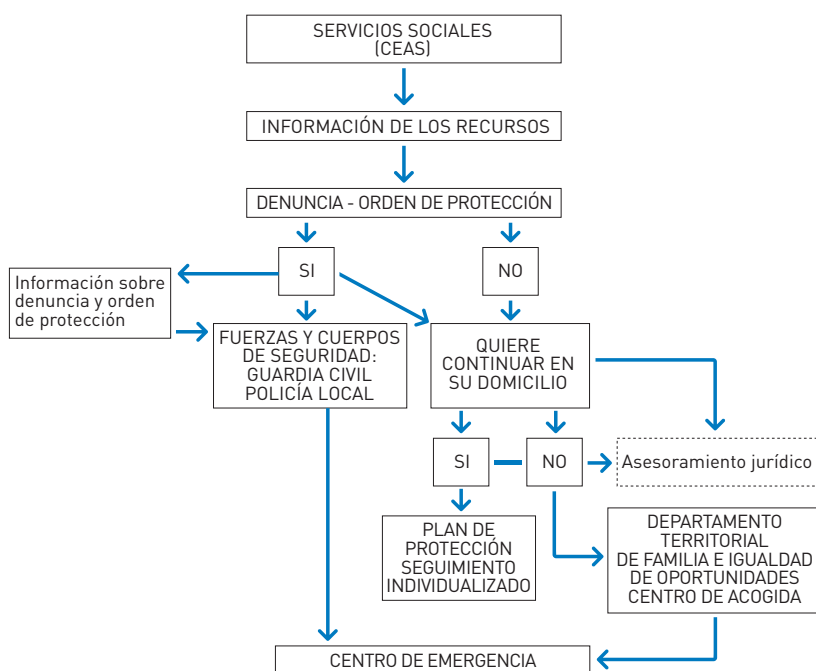 SERVICIOS SOCIALES
(CEAS)
INFORMACIÓN DE LOS RECURSOS
DENUNCIA - ORDEN DE PROTECCIÓN
SI
NO
Información sobre
denuncia y orden
de protección
FUERZAS Y CUERPOS
DE SEGURIDAD:
GUARDIA CIVIL
POLICÍA LOCAL
QUIERE
CONTINUAR EN
SU DOMICILIO
SI
NO
Asesoramiento jurídico
PLAN DE
PROTECCIÓN
SEGUIMIENTO
INDIVIDUALIZADO
DEPARTAMENTO
TERRITORIAL
DE FAMILIA E IGUALDAD
DE OPORTUNIDADES
CENTRO DE ACOGIDA
CENTRO DE EMERGENCIA